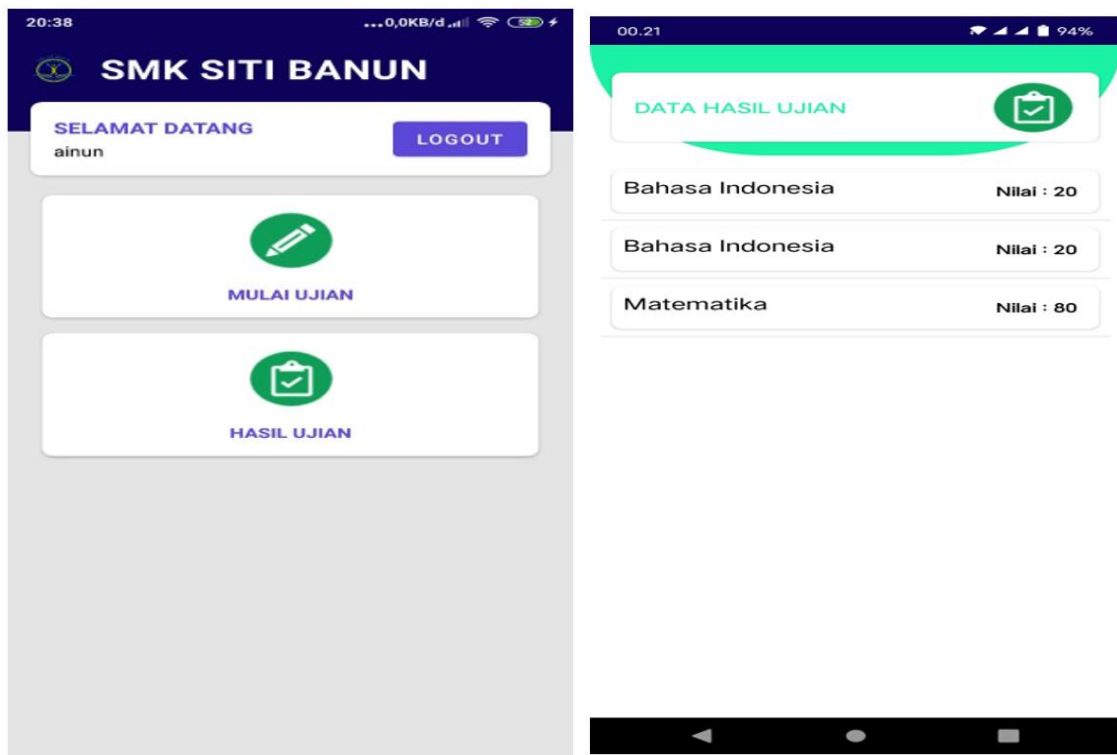 20:38
...0,0KB/d
52
SMK SITI BANUN
SELAMAT DATANG
ainun
LOGOUT
MULAI UJIAN
HASIL UJIAN
00.21
94%
DATA HASIL UJIAN
Bahasa Indonesia
Nilai : 20
Bahasa Indonesia
Nilai : 20
Matematika
Nilai : 80